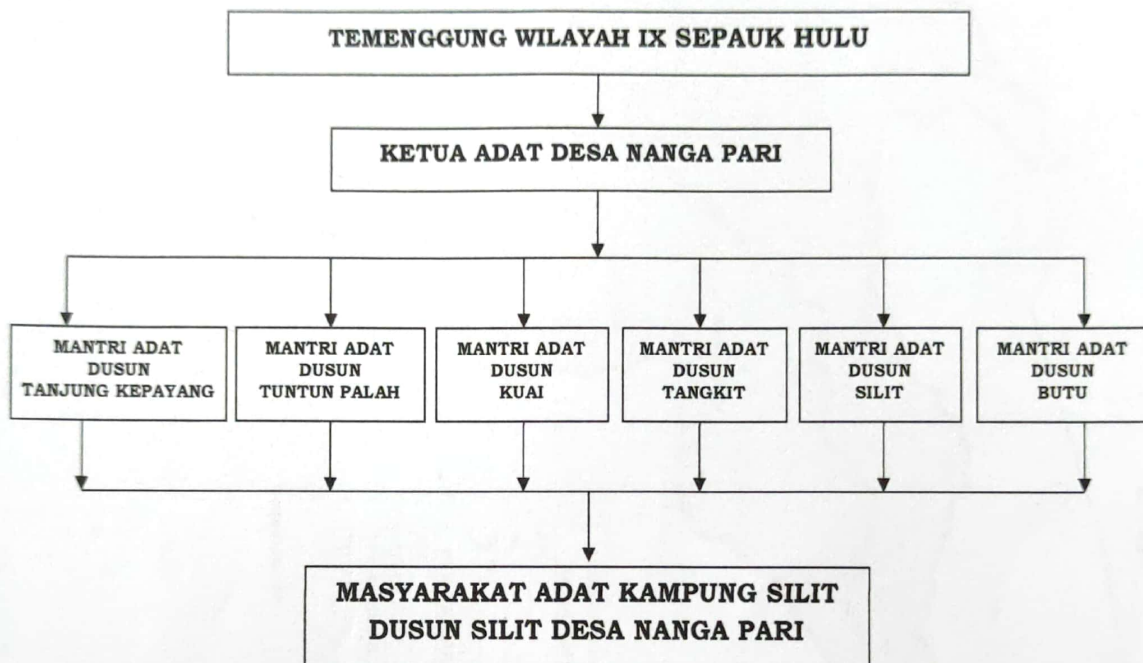 TEMENGGUNG WILAYAH IX SEPAUK HULU
KETUA ADAT DESA NANGA PARI
MANTRI ADAT
DUSUN
TANJUNG KEPAYANG
MANTRI ADAT
DUSUN
TUNTUN PALAH
MANTRI ADAT
DUSUN
KUAI
MANTRI ADAT
DUSUN
TANGKIT
MANTRI ADAT
DUSUN
SILIT
MANTRI ADAT
DUSUN
BUTU
MASYARAKAT ADAT KAMPUNG SILIT
DUSUN SILIT DESA NANGA PARI